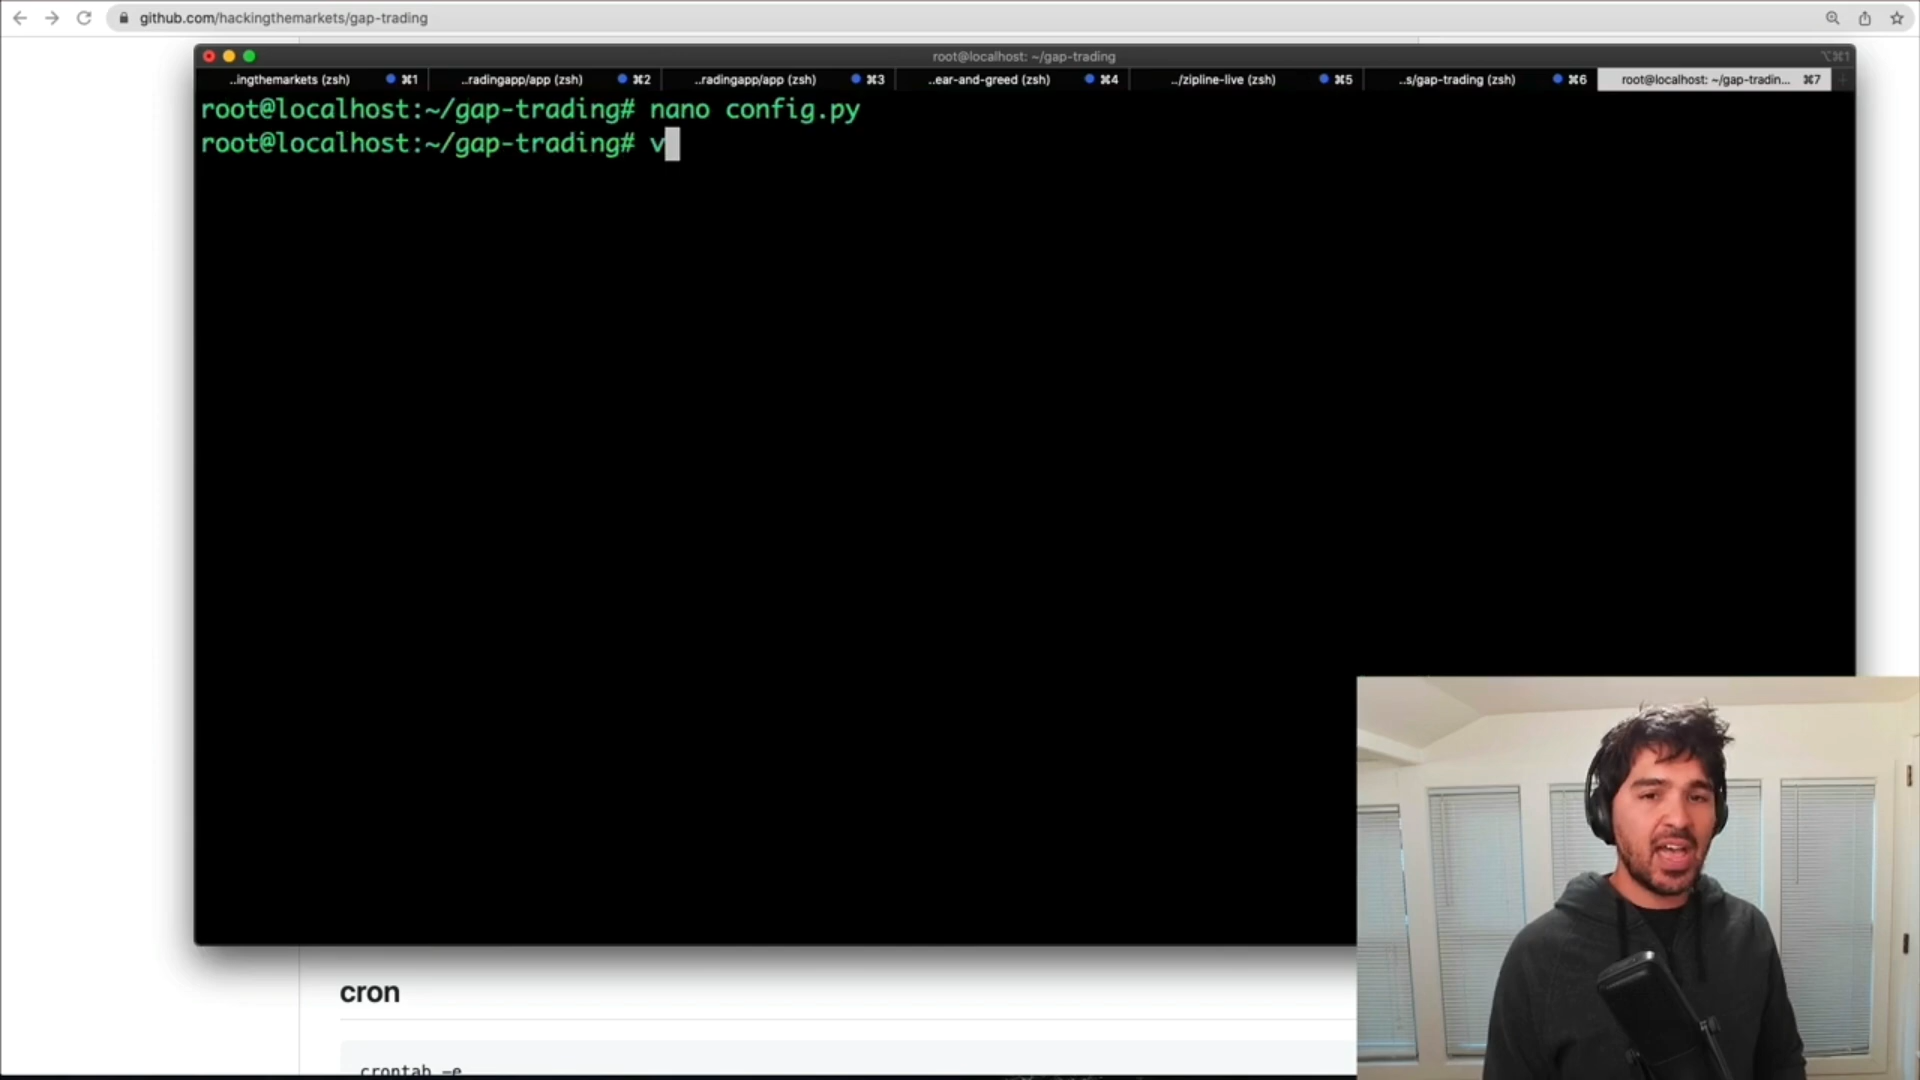 github.com/hackingthemarkets/gap-trading
root@localhost: ~/gap-trading
⌥⌘1
..ingthemarkets (zsh) ⌘1 ..radingapp/app (zsh) ⌘2 ..radingapp/app (zsh) ⌘3 ..ear-and-greed (zsh) ⌘4 ../zipline-live (zsh) ⌘5 ..s/gap-trading (zsh) ⌘6 root@localhost: ~/gap-tradin... ⌘7
root@localhost:~/gap-trading# nano config.py
root@localhost:~/gap-trading# v
cron
crontab -e